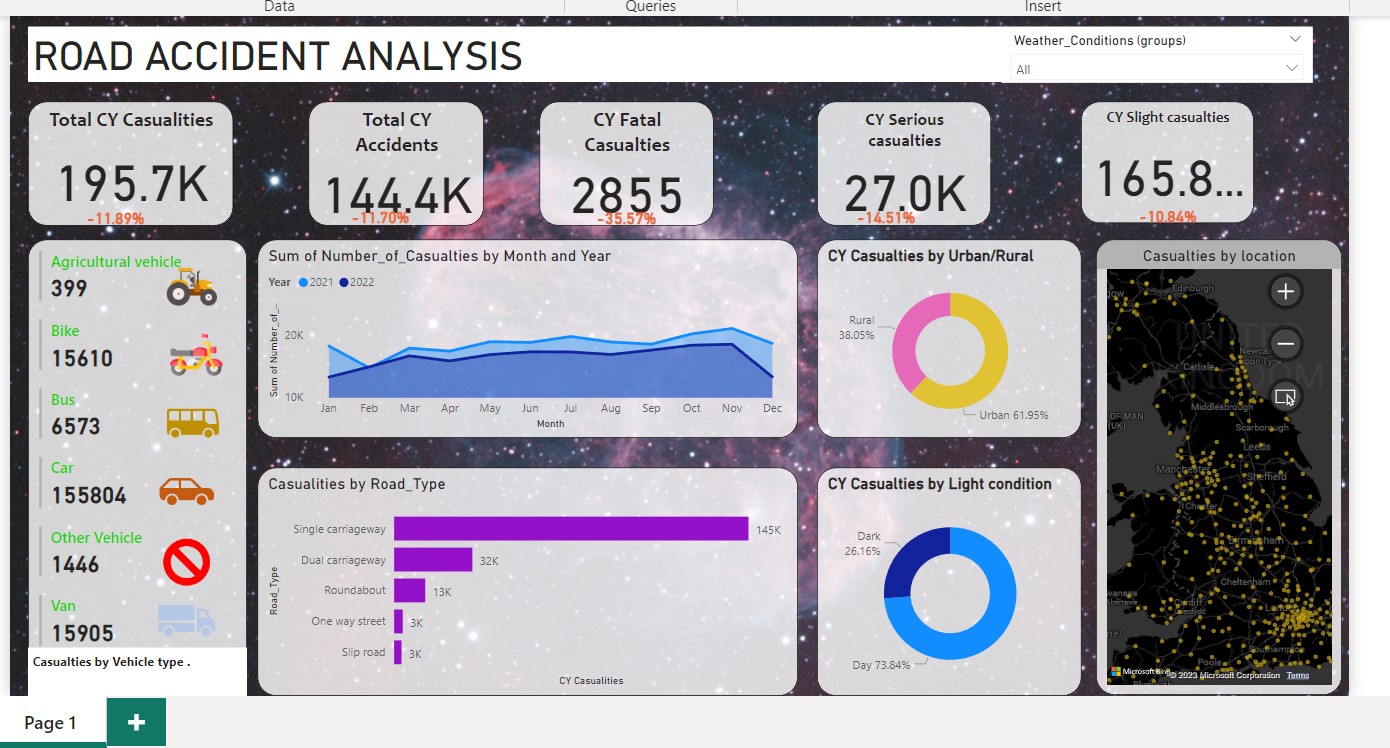 Data
Queries
Insert
ROAD ACCIDENT ANALYSIS
Weather_Conditions (groups)
All
Total CY Casualities
195.7K
-11.89%
Total CY
Accidents
144.4K
-11.70%
CY Fatal
Casualties
2855
-35.57%
CY Serious
casualties
27.0K
-14.51%
CY Slight casualties
165.8...
-10.84%
Agricultural vehicle
399
Bike
15610
Bus
6573
Car
155804
Other Vehicle
1446
Van
15905
Casualties by Vehicle type .
Sum of Number_of_Casualties by Month and Year
Year 2021 2022
Sum of Number_of_...
20K
10K
Jan Feb Mar Apr May Jun Jul Aug Sep Oct Nov Dec
Month
CY Casualties by Urban/Rural
Rural
38.05%
Urban 61.95%
Casualities by Road_Type
Road_Type
Single carriageway 145K
Dual carriageway 32K
Roundabout 13K
One way street 3K
Slip road 3K
CY Casualities
CY Casualties by Light condition
Dark
26.16%
Day 73.84%
Casualties by location
Edinburgh
UNITED
Carlisle
Middlesbrough
OF MAN
(UK)
Scarborough
Leeds
Manchester
Sheffield
Chester
Birmingham
Cheltenham
Cardiff
Southampton
Poole
Plymouth
Microsoft Bing
© 2023 Microsoft Corporation Terms
Page 1